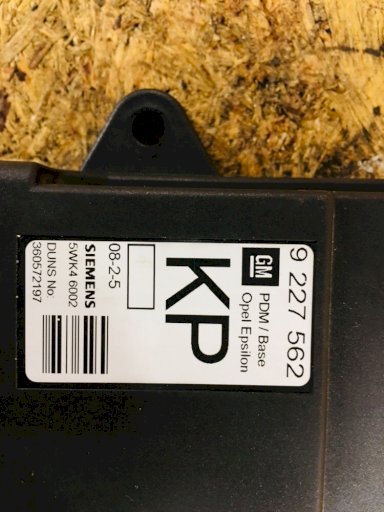 9 227 562
GM
PDM / Base
Opel Epsilon
KP
08-2-5
SIEMENS
5WK4 6002
DUNS No.
360572197